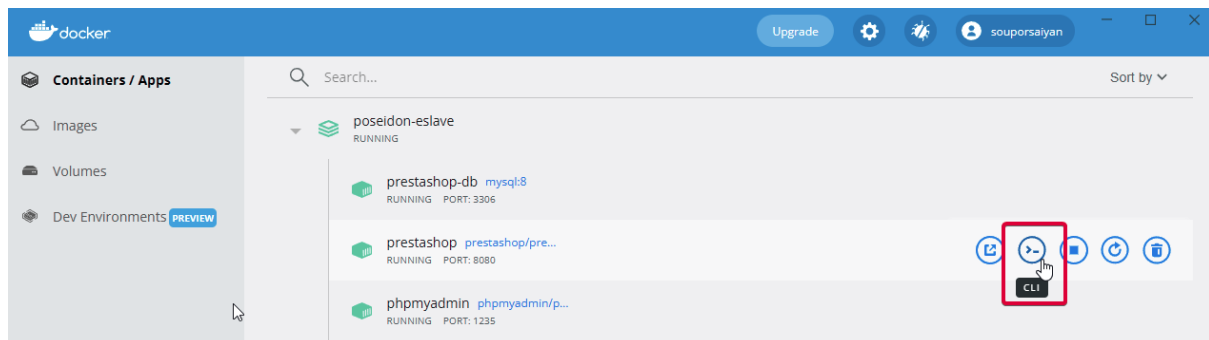 docker
Upgrade
souporsaiyan
Containers / Apps
Images
Volumes
Dev Environments PREVIEW
Search...
Sort by
poseidon-eslave
RUNNING
prestashop-db mysql:8
RUNNING PORT: 3306
prestashop prestashop/pre...
RUNNING PORT: 8080
CLI
phpmyadmin phpmyadmin/p...
RUNNING PORT: 1235